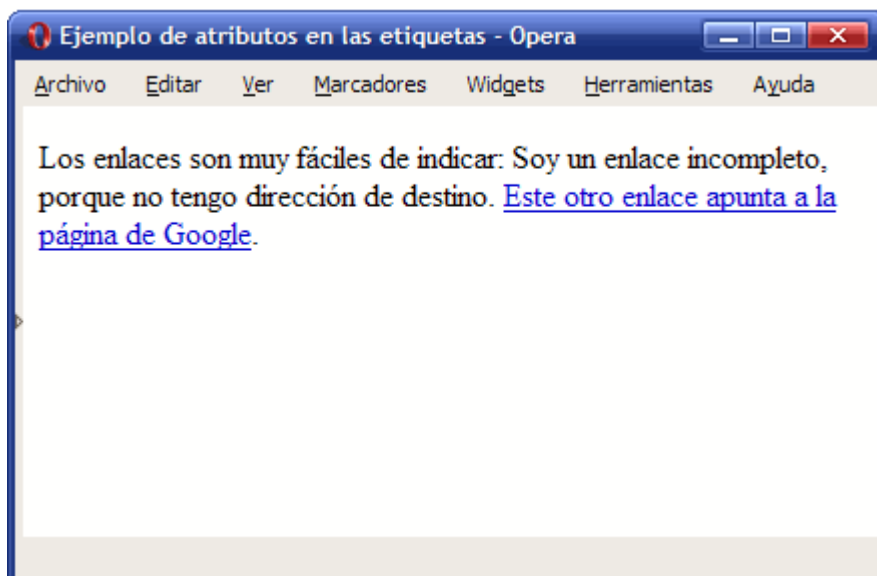 Ejemplo de atributos en las etiquetas - Opera
Archivo Editar Ver Marcadores Widgets Herramientas Ayuda
Los enlaces son muy fáciles de indicar: Soy un enlace incompleto,
porque no tengo dirección de destino. Este otro enlace apunta a la
página de Google.